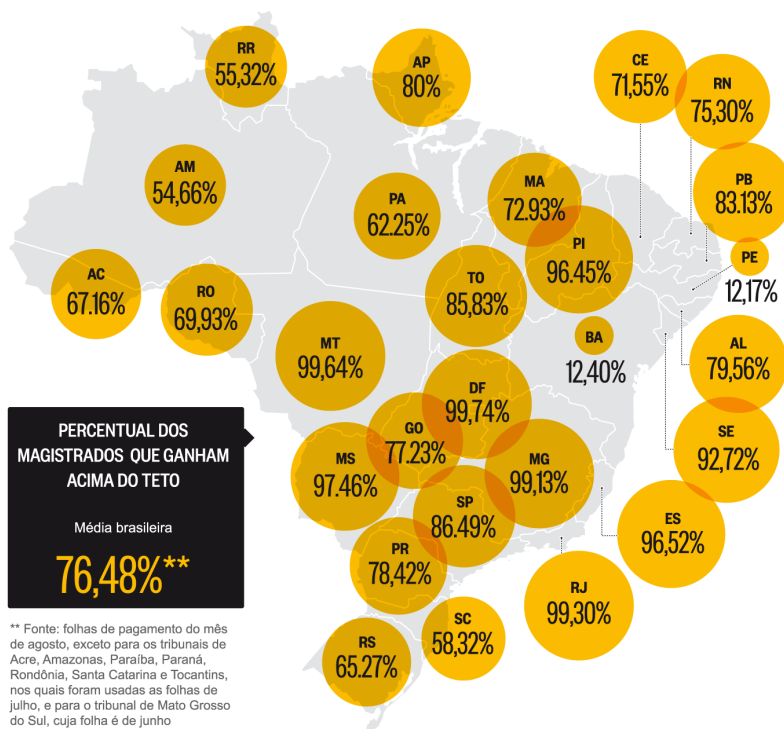 RR
55,32%
AP
80%
CE
71,55%
RN
75,30%
AM
54,66%
PA
62.25%
MA
72.93%
PB
83.13%
PI
96.45%
PE
12,17%
AC
67.16%
RO
69,93%
TO
85,83%
MT
99,64%
BA
12,40%
AL
79,56%
DF
99,74%
GO
77.23%
MS
97.46%
MG
99,13%
SE
92,72%
SP
86.49%
ES
96,52%
PR
78,42%
RJ
99,30%
SC
58,32%
RS
65.27%
PERCENTUAL DOS
MAGISTRADOS QUE GANHAM
ACIMA DO TETO
Média brasileira
76,48%**
** Fonte: folhas de pagamento do mês
de agosto, exceto para os tribunais de
Acre, Amazonas, Paraíba, Paraná,
Rondônia, Santa Catarina e Tocantins,
nos quais foram usadas as folhas de
julho, e para o tribunal de Mato Grosso
do Sul, cuja folha é de junho